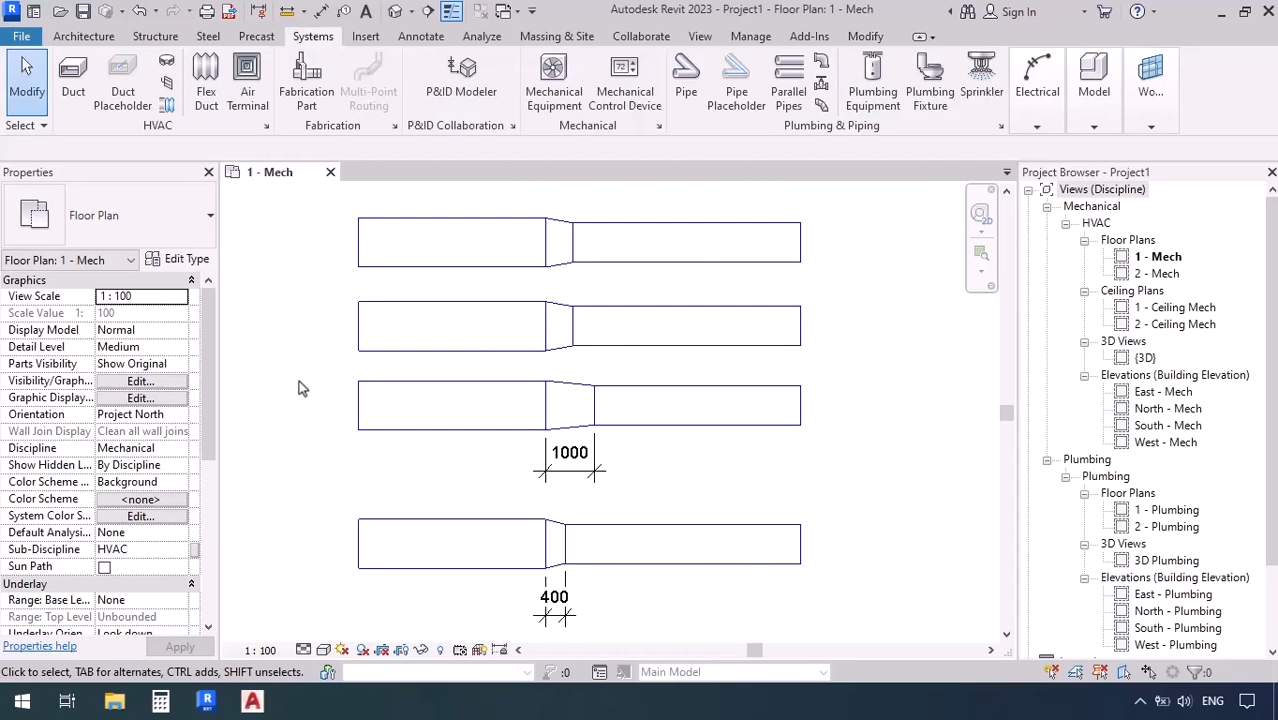 Autodesk Revit 2023 - Project1 - Floor Plan: 1 - Mech
Sign In
File Architecture Structure Steel Precast Systems Insert Annotate Analyze Massing & Site Collaborate View Manage Add-Ins Modify
Modify
Duct
Duct Placeholder
Flex Duct
Air Terminal
Fabrication Part
Multi-Point Routing
P&ID Modeler
Mechanical Equipment
Mechanical Control Device
Pipe
Pipe Placeholder
Parallel Pipes
Plumbing Equipment
Plumbing Fixture
Sprinkler
Electrical
Model
Wo...
Select
HVAC
Fabrication
P&ID Collaboration
Mechanical
Plumbing & Piping
Properties
1 - Mech
Project Browser - Project1
Floor Plan
Floor Plan: 1 - Mech
Edit Type
Graphics
View Scale 1 : 100
Scale Value 1: 100
Display Model Normal
Detail Level Medium
Parts Visibility Show Original
Visibility/Graph... Edit...
Graphic Display... Edit...
Orientation Project North
Wall Join Display Clean all wall joins
Discipline Mechanical
Show Hidden L... By Discipline
Color Scheme ... Background
Color Scheme <none>
System Color S... Edit...
Default Analysi... None
Sub-Discipline HVAC
Sun Path
Underlay
Range: Base Le... None
Range: Top Level Unbounded
Underlay Orien... Look down
Properties help
Apply
1000
400
Views (Discipline)
Mechanical
HVAC
Floor Plans
1 - Mech
2 - Mech
Ceiling Plans
1 - Ceiling Mech
2 - Ceiling Mech
3D Views
{3D}
Elevations (Building Elevation)
East - Mech
North - Mech
South - Mech
West - Mech
Plumbing
Plumbing
Floor Plans
1 - Plumbing
2 - Plumbing
3D Views
3D Plumbing
Elevations (Building Elevation)
East - Plumbing
North - Plumbing
South - Plumbing
West - Plumbing
1 : 100
Click to select, TAB for alternates, CTRL adds, SHIFT unselects.
:0
Main Model
:0
ENG